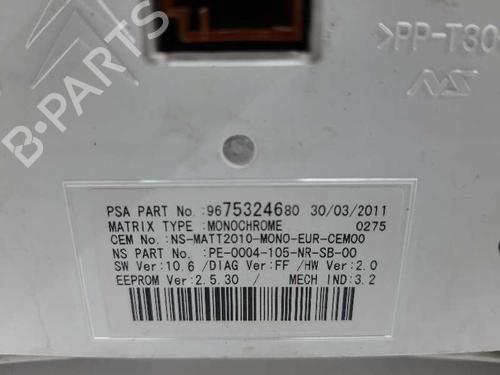 >PP-T30
NS
PSA PART No.:9675324680 30/03/2011
MATRIX TYPE :MONOCHROME 0275
CEM No.:NS-MATT2010-MONO-EUR-CEM00
NS PART No.:PE-0004-105-NR-SB-00
SW Ver:10.6 /DIAG Ver:FF /HW Ver:2.0
EEPROM Ver:2.5.30 / MECH IND:3.2